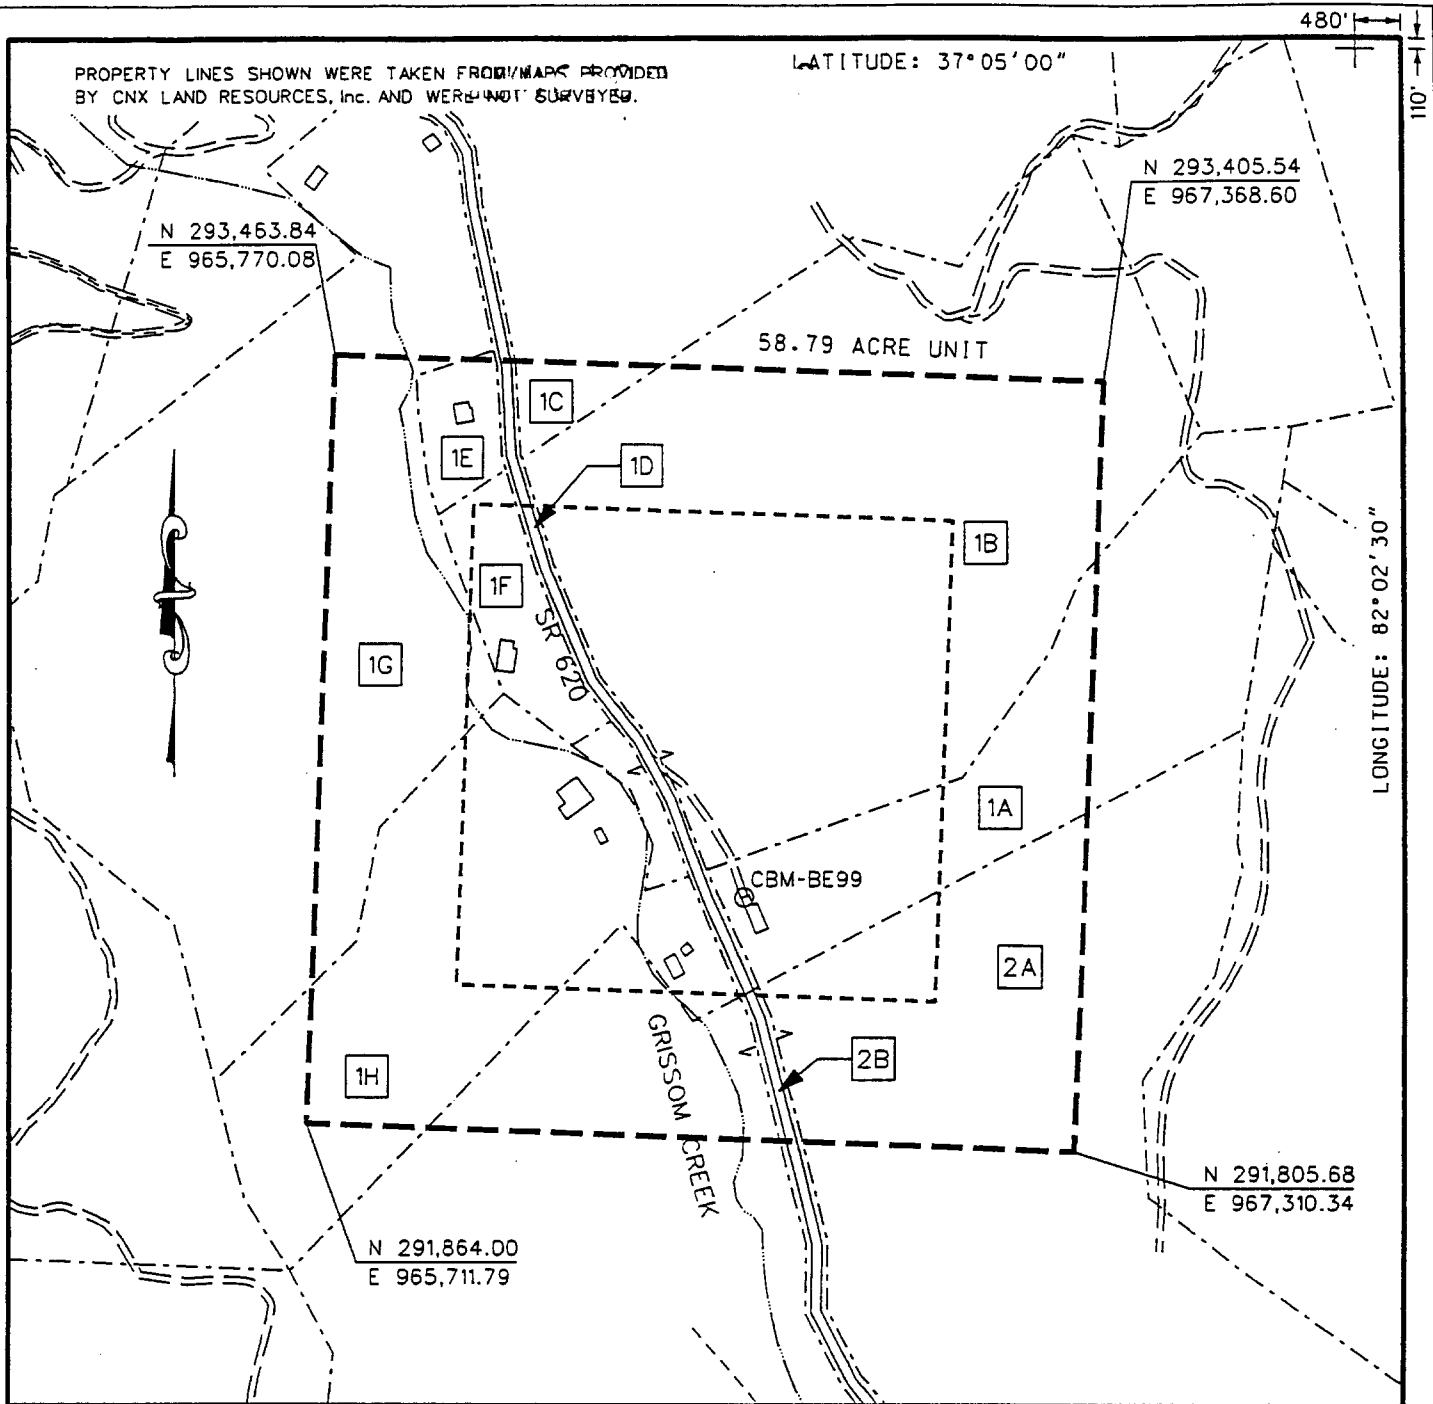 480'
110'
PROPERTY LINES SHOWN WERE TAKEN FROM MAPS PROVIDED
BY CNX LAND RESOURCES, Inc. AND WERE NOT SURVEYED.
LATITUDE: 37°05'00"
N 293,405.54
E 967,368.60
N 293,463.84
E 965,770.08
58.79 ACRE UNIT
1C
1E
1D
1B
LONGITUDE: 82°02'30"
1F
SR 620
1G
1A
CBM-BE99
2A
GRISSOM CREEK
2B
1H
N 291,805.68
E 967,310.34
N 291,864.00
E 965,711.79